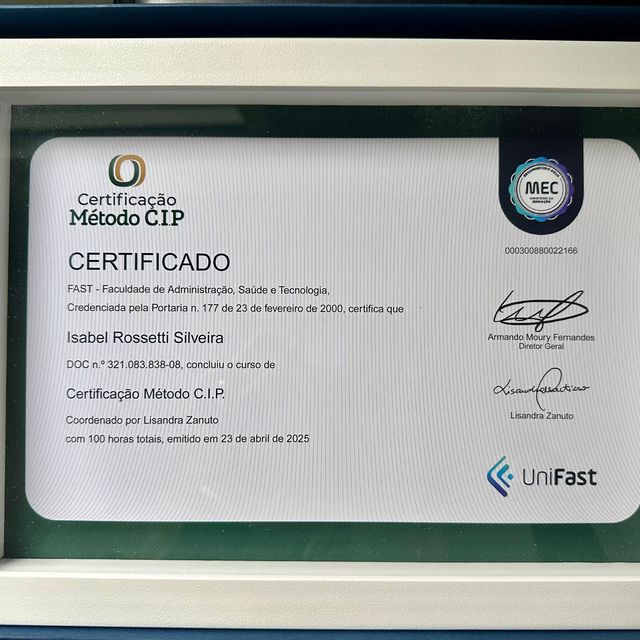 Certificação
Método C.I.P
CERTIFICADO
FAST - Faculdade de Administração, Saúde e Tecnologia,
Credenciada pela Portaria n. 177 de 23 de fevereiro de 2000, certifica que
Isabel Rossetti Silveira
DOC n.º 321.083.838-08, concluiu o curso de
Certificação Método C.I.P.
Coordenado por Lisandra Zanuto
com 100 horas totais, emitido em 23 de abril de 2025
MEC
MINISTÉRIO DA
EDUCAÇÃO
000300880022166
Armando Moury Fernandes
Diretor Geral
Lisandra Zanuto
UniFast